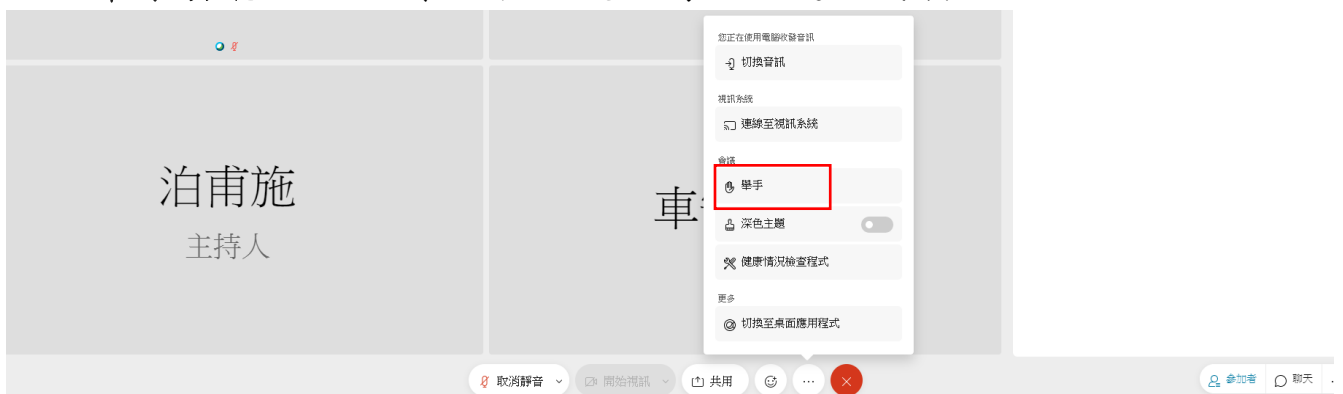 您正在使用電腦收發音訊
切換音訊
視訊系統
連線至視訊系統
會議
舉手
深色主題
健康情況檢查程式
更多
切換至桌面應用程式
泊甫施
主持人
車
取消靜音
開始視訊
共用
參加者
聊天